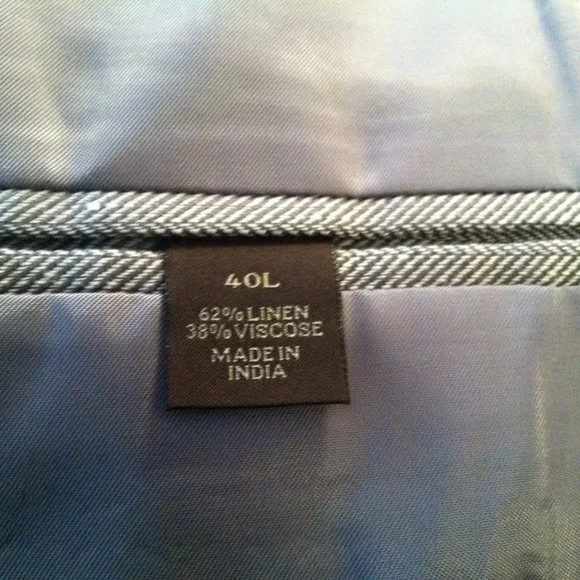 40L
62% LINEN
38% VISCOSE
MADE IN
INDIA